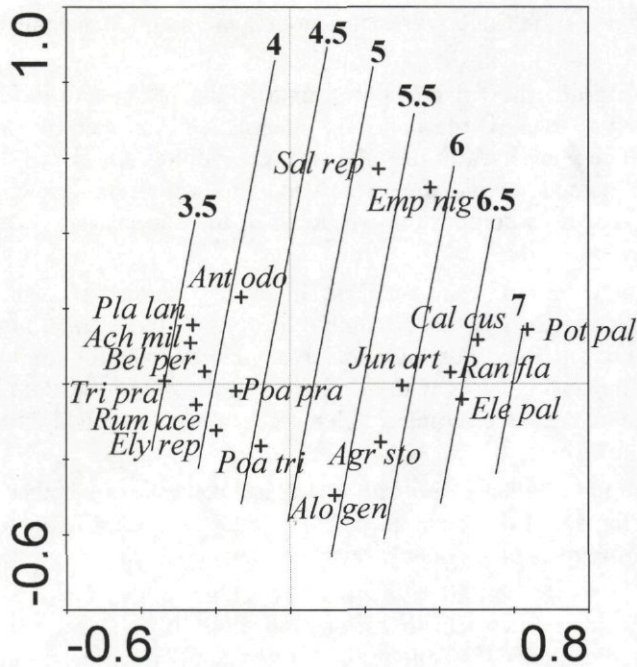 1.0
4
4.5
5
5.5
6
Sal rep
Emp nig
3.5
6.5
Ant odo
Pla lan
Ach mil
Bel per
Cal cus
7
Pot pal
Jun art
Ran fla
Tri pra
Poa pra
Ele pal
Rum ace
Ely rep
Poa tri
Agr sto
Alo gen
-0.6
-0.6
0.8